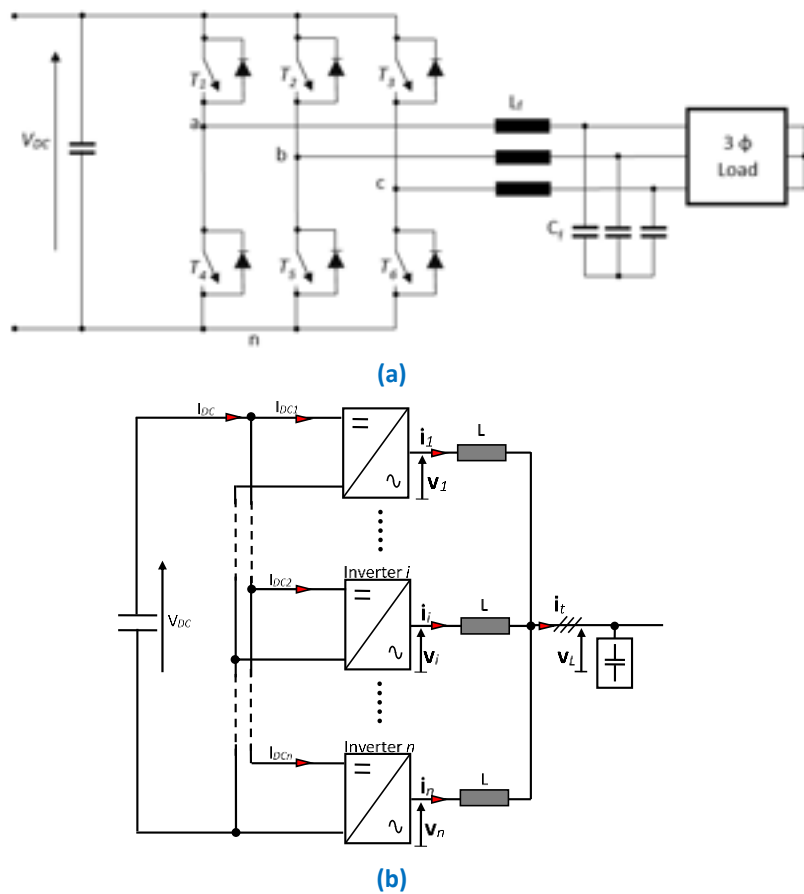 T1 T2 T3
Lf
VDC
a
b
c
3 ϕ
Load
Cf
T4 T5 T6
n
(a)
IDC IDC1
i1
L
v1
Inverter i
IDC2
ii
L
it
VDC
vi
vL
Inverter n
IDCn
in
L
vn
(b)